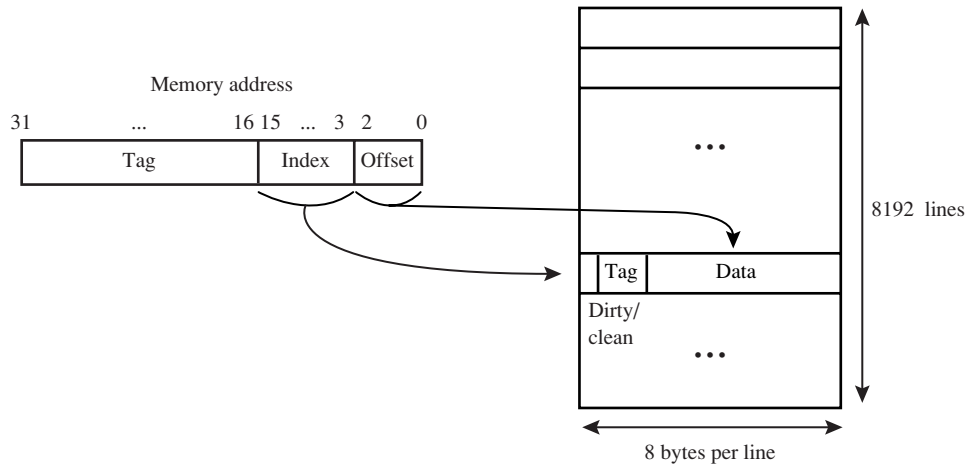 Memory address
31 ... 16 15 ... 3 2 0
Tag Index Offset
...
8192 lines
Tag Data
Dirty/
clean
...
8 bytes per line